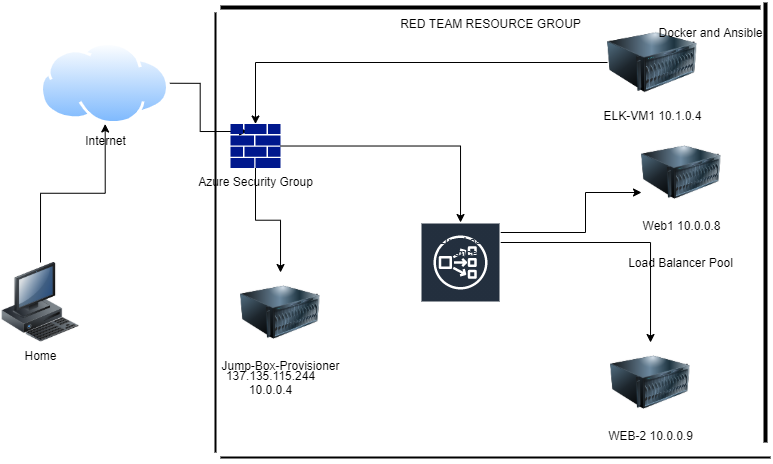 RED TEAM RESOURCE GROUP
Docker and Ansible
ELK-VM1 10.1.0.4
Internet
Azure Security Group
Web1 10.0.0.8
Load Balancer Pool
Home
Jump-Box-Provisioner
137.135.115.244
10.0.0.4
WEB-2 10.0.0.9